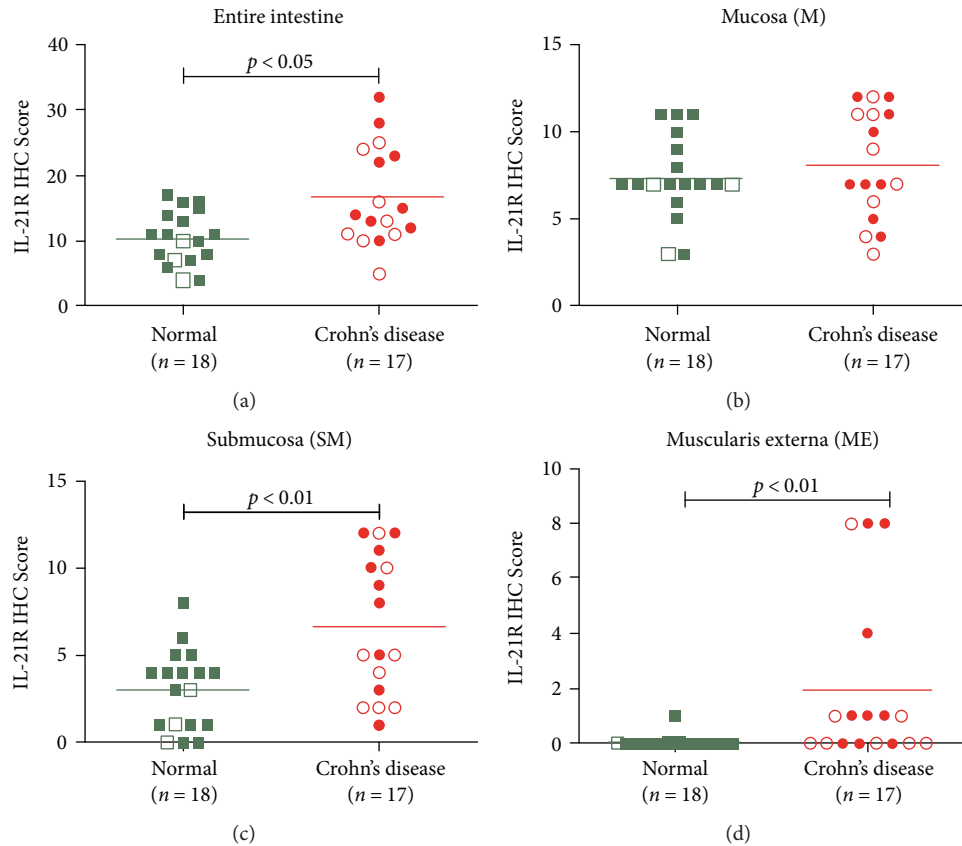 Entire intestine
IL-21R IHC Score
40
30
20
10
0
p < 0.05
Normal
(n = 18)
Crohn's disease
(n = 17)
(a)
Mucosa (M)
IL-21R IHC Score
15
10
5
0
Normal
(n = 18)
Crohn's disease
(n = 17)
(b)
Submucosa (SM)
IL-21R IHC Score
15
10
5
0
p < 0.01
Normal
(n = 18)
Crohn's disease
(n = 17)
(c)
Muscularis externa (ME)
IL-21R IHC Score
10
8
6
4
2
0
p < 0.01
Normal
(n = 18)
Crohn's disease
(n = 17)
(d)